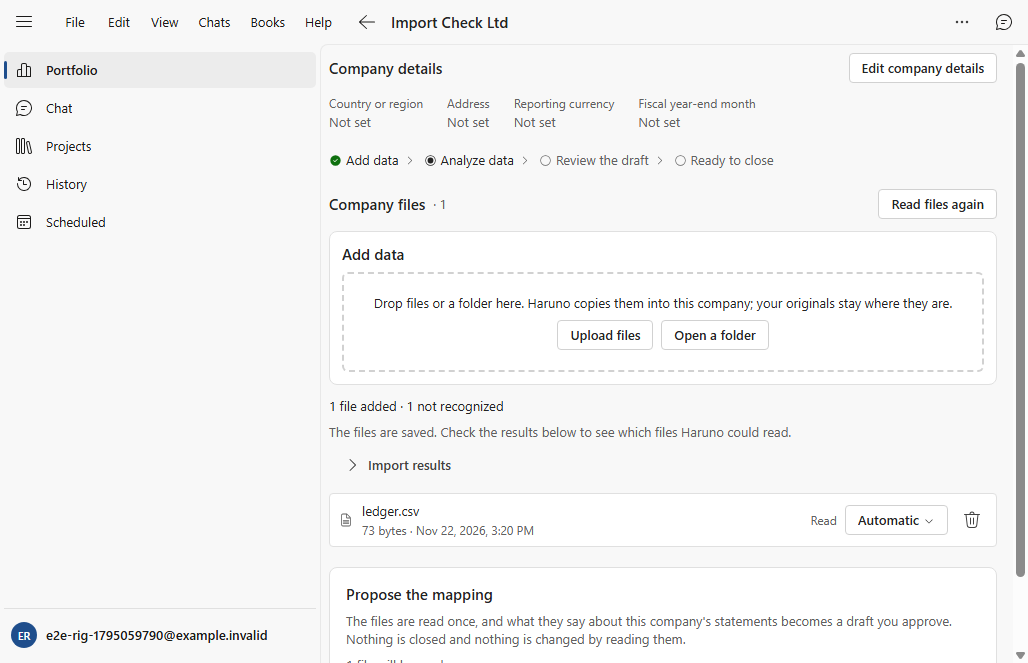 File Edit View Chats Books Help Import Check Ltd
Portfolio
Chat
Projects
History
Scheduled
ER e2e-rig-1795059790@example.invalid
Company details
Edit company details
Country or region Address Reporting currency Fiscal year-end month
Not set Not set Not set Not set
Add data Analyze data Review the draft Ready to close
Company files · 1
Read files again
Add data
Drop files or a folder here. Haruno copies them into this company; your originals stay where they are.
Upload files Open a folder
1 file added · 1 not recognized
The files are saved. Check the results below to see which files Haruno could read.
Import results
ledger.csv
73 bytes · Nov 22, 2026, 3:20 PM
Read Automatic
Propose the mapping
The files are read once, and what they say about this company's statements becomes a draft you approve.
Nothing is closed and nothing is changed by reading them.